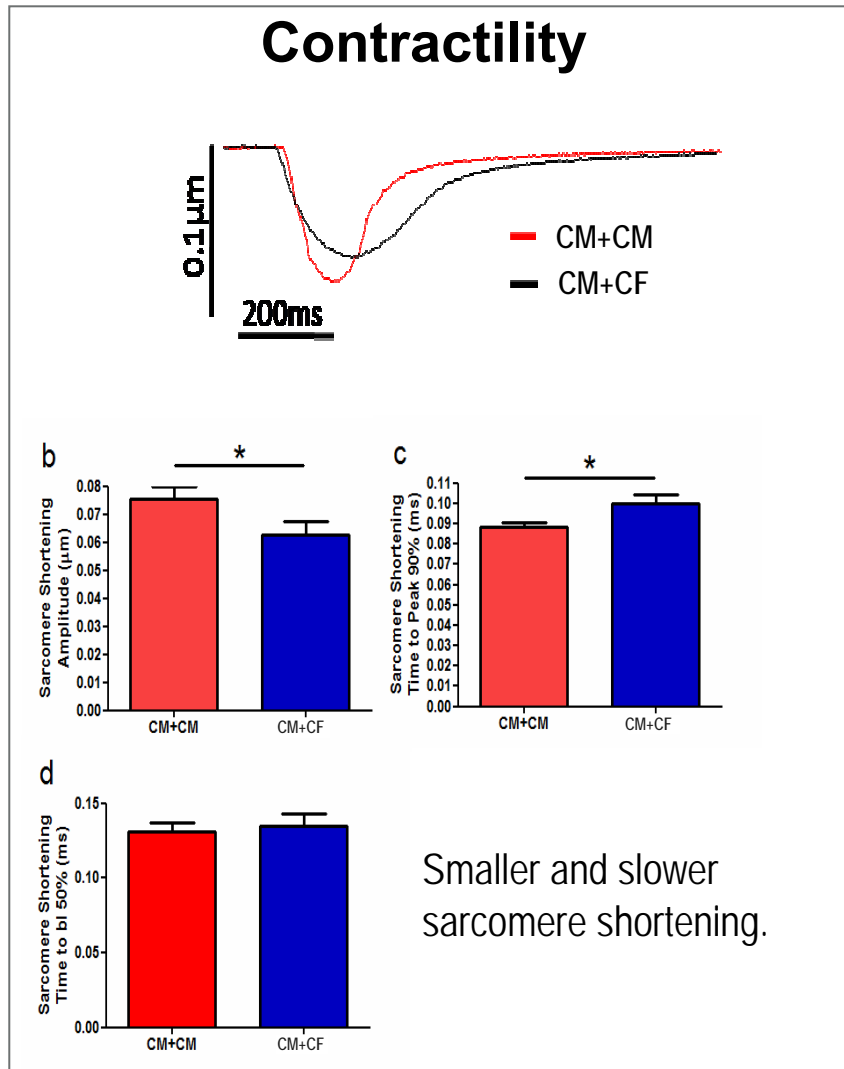 Contractility
0.1µm
200ms
CM+CM
CM+CF
b
*
Sarcomere Shortening
Amplitude (µm)
0.08
0.07
0.06
0.05
0.04
0.03
0.02
0.01
0.00
CM+CM
CM+CF
c
*
Sarcomere Shortening
Time to Peak 90% (ms)
0.11
0.10
0.09
0.08
0.07
0.06
0.05
0.04
0.03
0.02
0.01
0.00
CM+CM
CM+CF
d
Sarcomere Shortening
Time to bl 50% (ms)
0.15
0.10
0.05
0.00
CM+CM
CM+CF
Smaller and slower
sarcomere shortening.